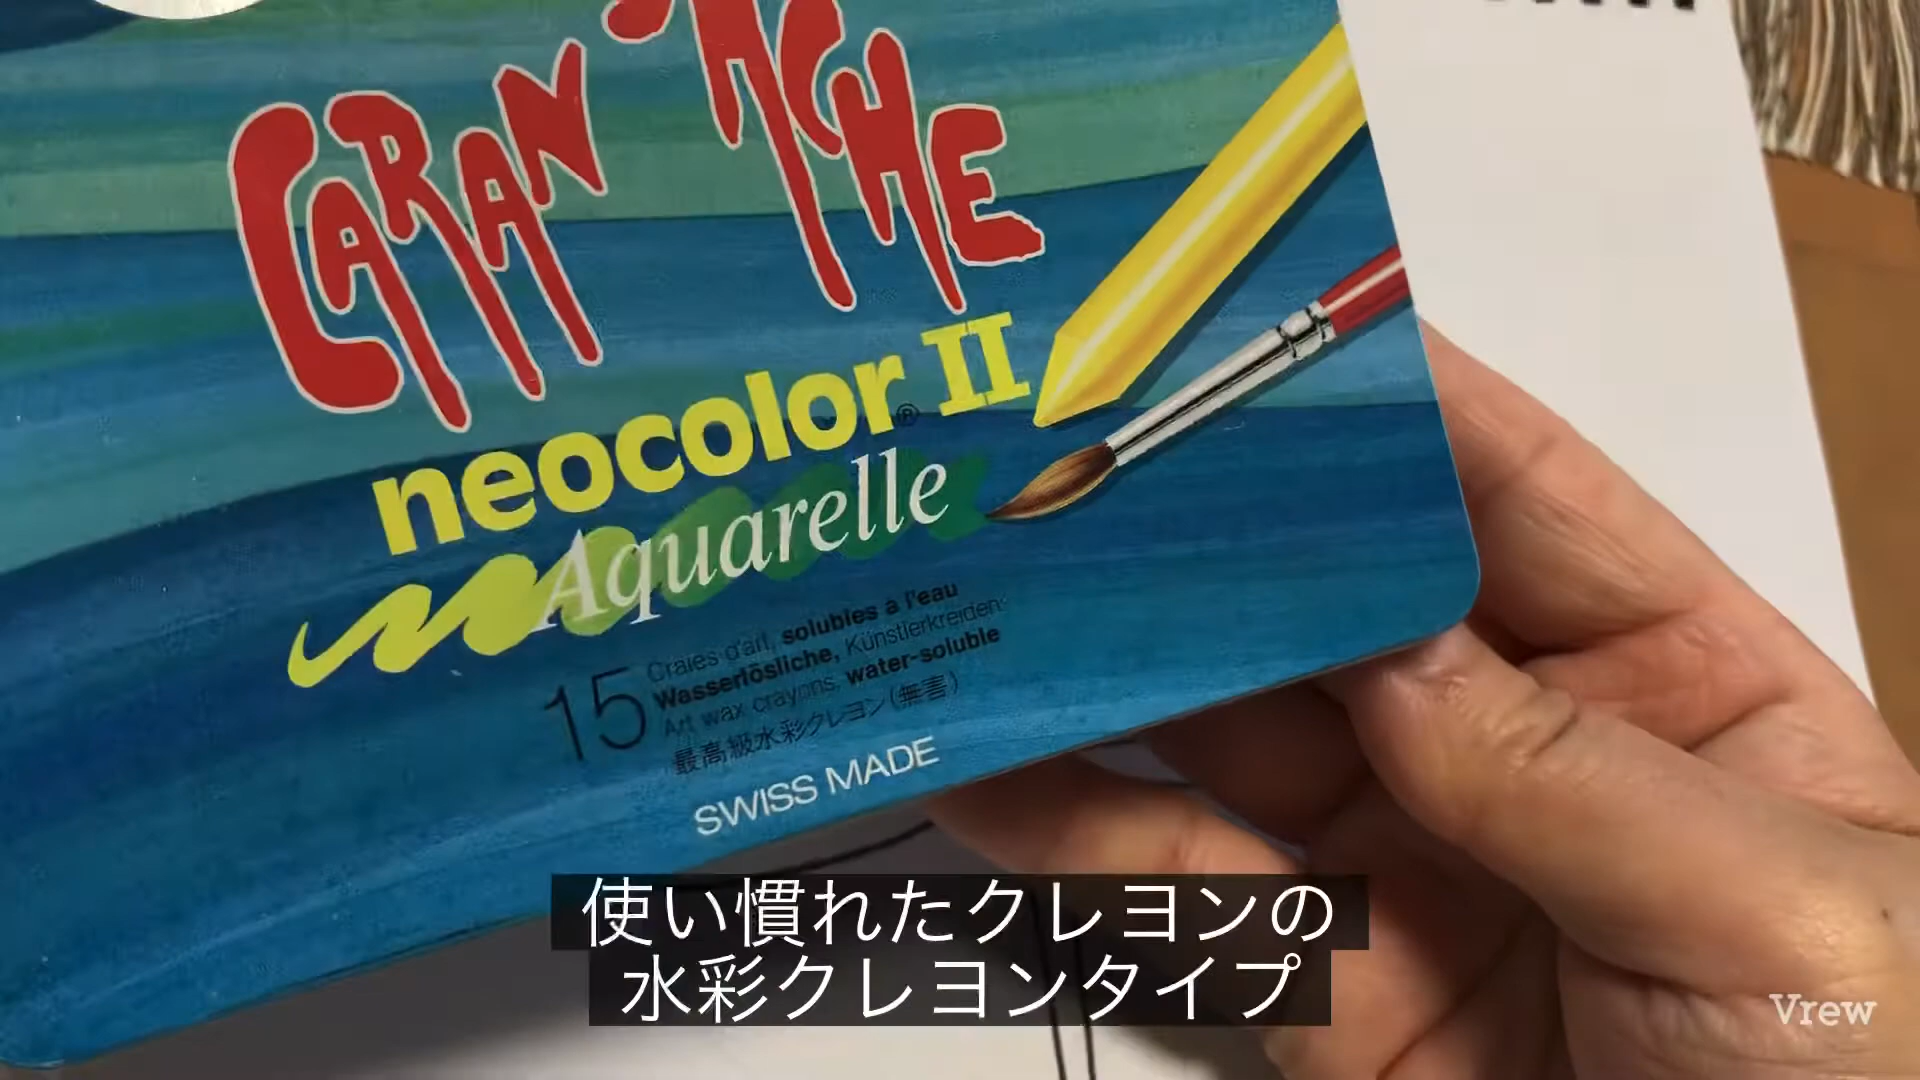 CARAN D'ACHE
neocolor II
®
Aquarelle
15
Craies d'art, solubles à l'eau
Wasserlösliche, Künstlerkreiden
Art wax crayons, water-soluble
最高級水彩クレヨン(無害)
SWISS MADE
使い慣れたクレヨンの
水彩クレヨンタイプ
Vrew